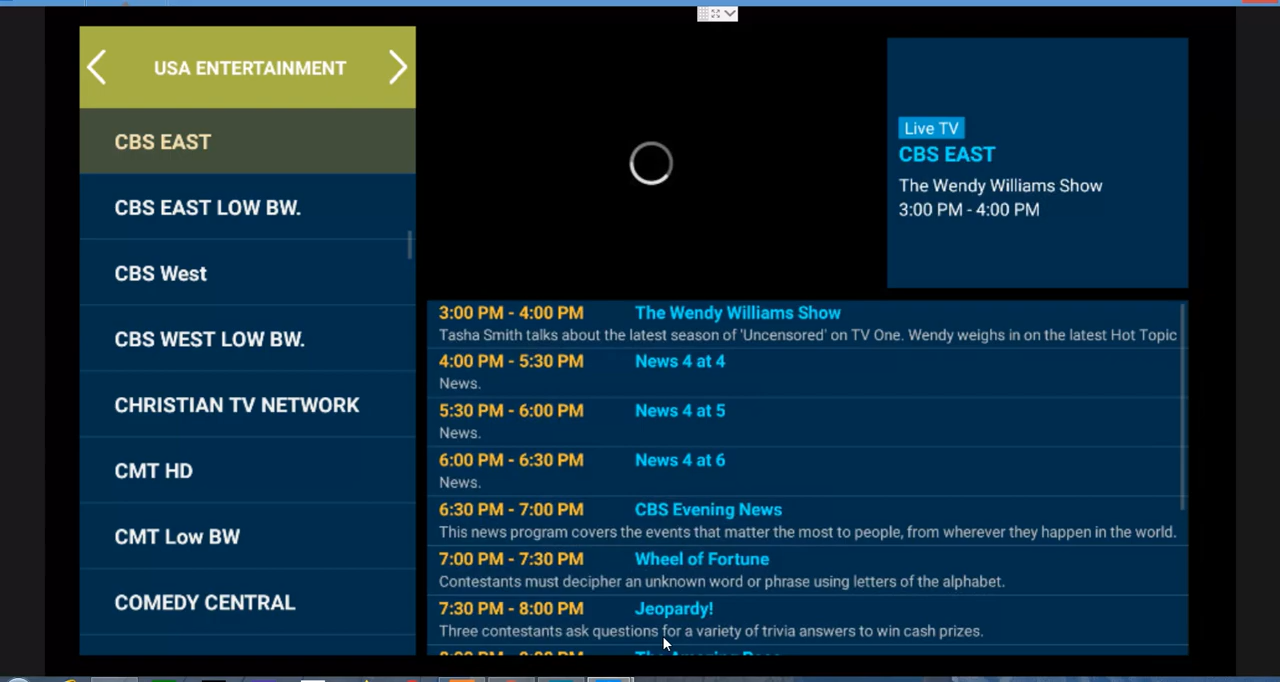 USA ENTERTAINMENT
CBS EAST
CBS EAST LOW BW.
CBS West
CBS WEST LOW BW.
CHRISTIAN TV NETWORK
CMT HD
CMT Low BW
COMEDY CENTRAL
Live TV
CBS EAST
The Wendy Williams Show
3:00 PM - 4:00 PM
3:00 PM - 4:00 PM The Wendy Williams Show
Tasha Smith talks about the latest season of 'Uncensored' on TV One. Wendy weighs in on the latest Hot Topic
4:00 PM - 5:30 PM News 4 at 4
News.
5:30 PM - 6:00 PM News 4 at 5
News.
6:00 PM - 6:30 PM News 4 at 6
News.
6:30 PM - 7:00 PM CBS Evening News
This news program covers the events that matter the most to people, from wherever they happen in the world.
7:00 PM - 7:30 PM Wheel of Fortune
Contestants must decipher an unknown word or phrase using letters of the alphabet.
7:30 PM - 8:00 PM Jeopardy!
Three contestants ask questions for a variety of trivia answers to win cash prizes.